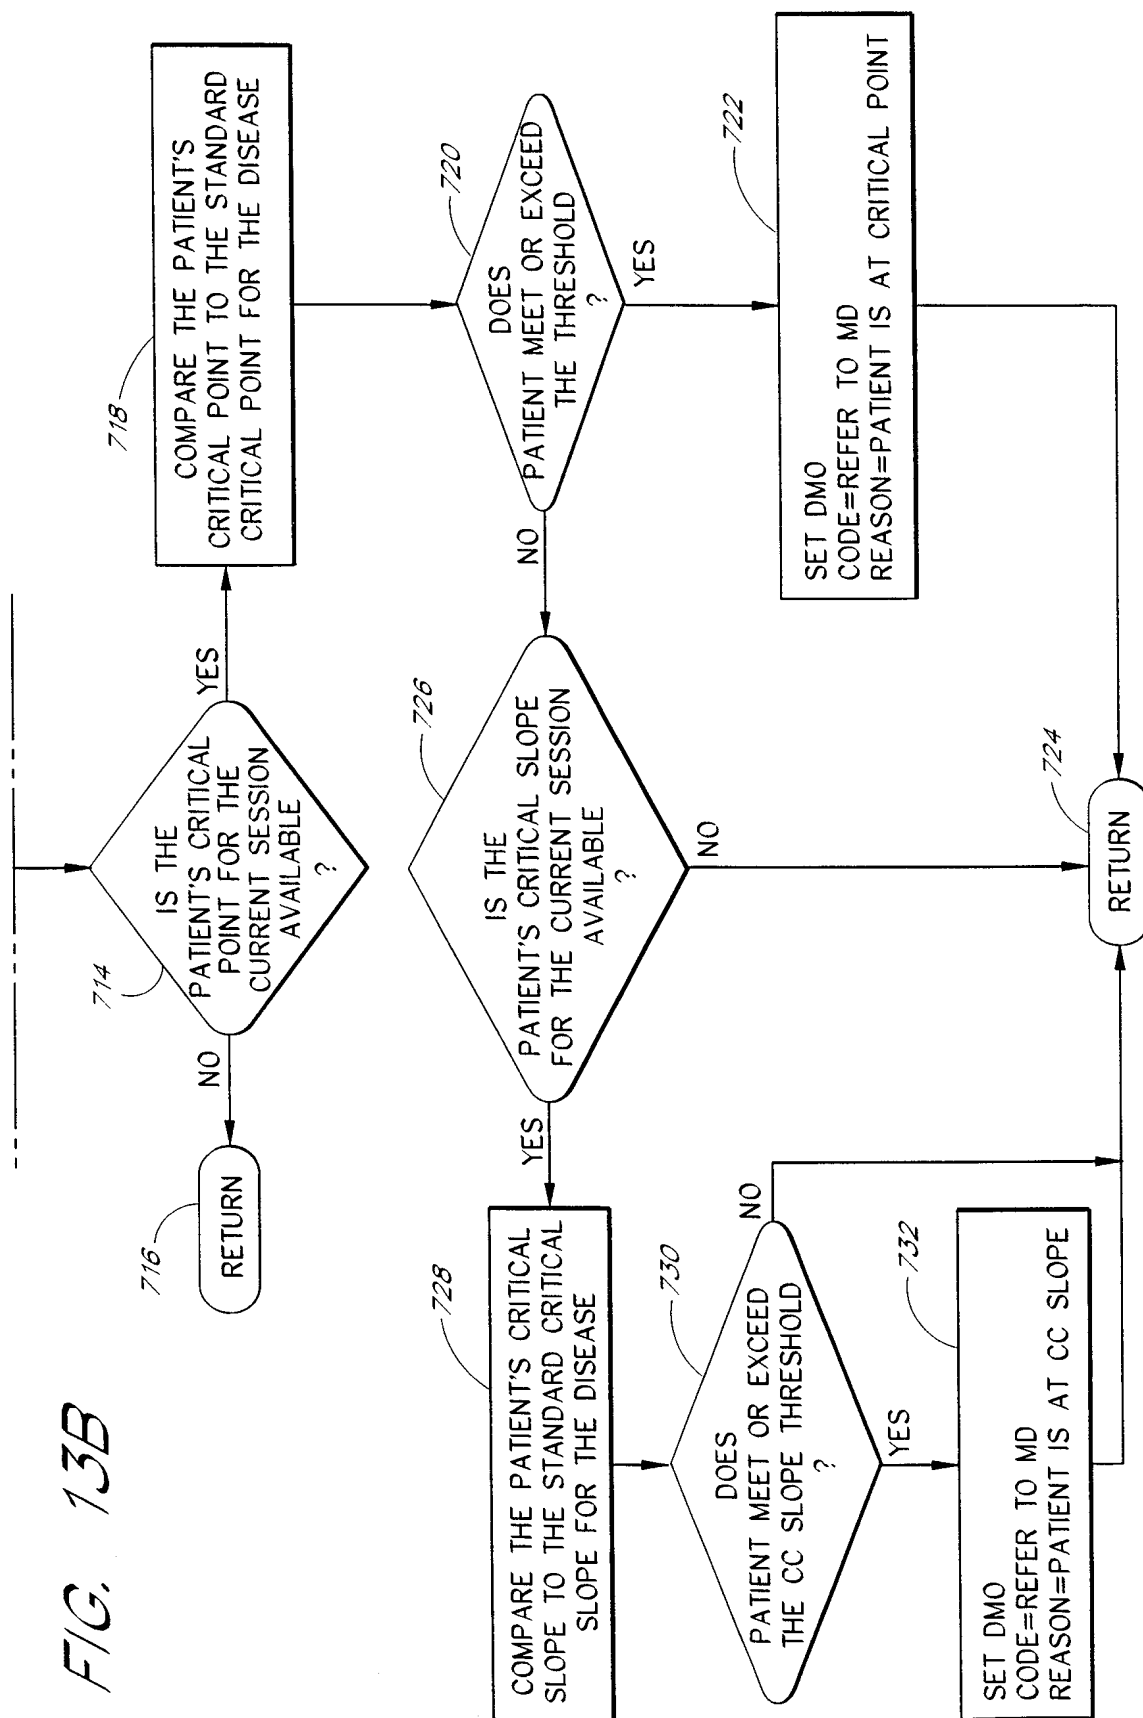 FIG. 13B
714
IS THE
PATIENT'S CRITICAL
POINT FOR THE
CURRENT SESSION
AVAILABLE
?
NO
YES
716
RETURN
718
COMPARE THE PATIENT'S
CRITICAL POINT TO THE STANDARD
CRITICAL POINT FOR THE DISEASE
720
DOES
PATIENT MEET OR EXCEED
THE THRESHOLD
?
NO
YES
722
SET DMO
CODE=REFER TO MD
REASON=PATIENT IS AT CRITICAL POINT
726
IS THE
PATIENT'S CRITICAL SLOPE
FOR THE CURRENT SESSION
AVAILABLE
?
YES
NO
724
RETURN
728
COMPARE THE PATIENT'S CRITICAL
SLOPE TO THE STANDARD CRITICAL
SLOPE FOR THE DISEASE
730
DOES
PATIENT MEET OR EXCEED
THE CC SLOPE THRESHOLD
?
NO
YES
732
SET DMO
CODE=REFER TO MD
REASON=PATIENT IS AT CC SLOPE